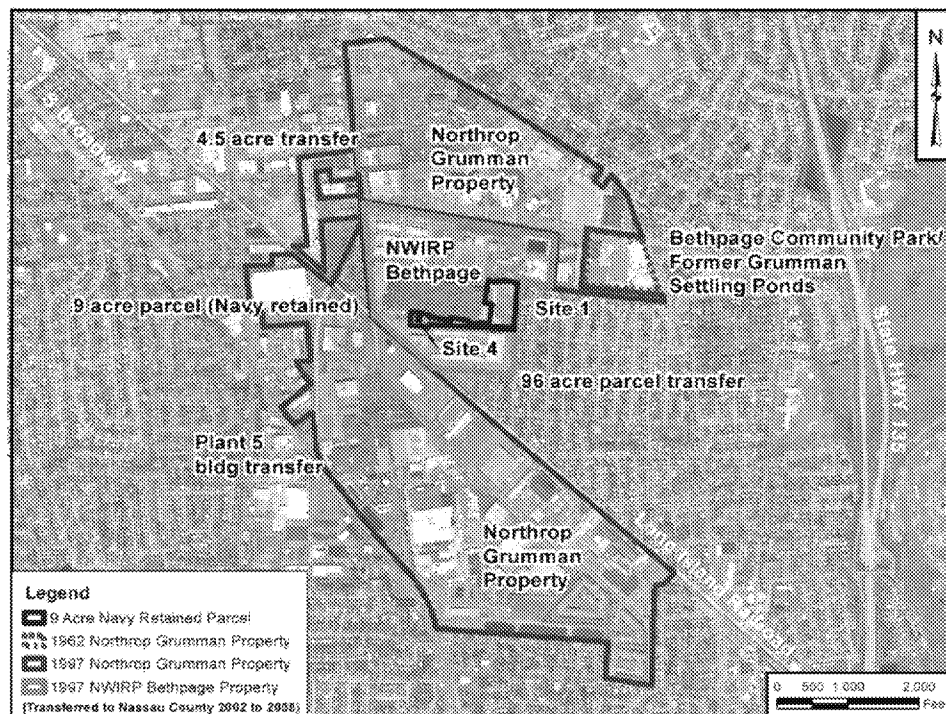 N
S Broadway
4.5 acre transfer
Northrop
Grumman
Property
NWIRP
Bethpage
Bethpage Community Park/
Former Grumman
Settling Ponds
9 acre parcel (Navy retained)
Site 1
Site 4
96 acre parcel transfer
Plant 5
bldg transfer
Northrop
Grumman
Property
Legend
9 Acre Navy Retained Parcel
1962 Northrop Grumman Property
1997 Northrop Grumman Property
1997 NWIRP Bethpage Property
(Transferred to Nassau County 2002 to 2008)
0 500 1 000 2,000
Feet